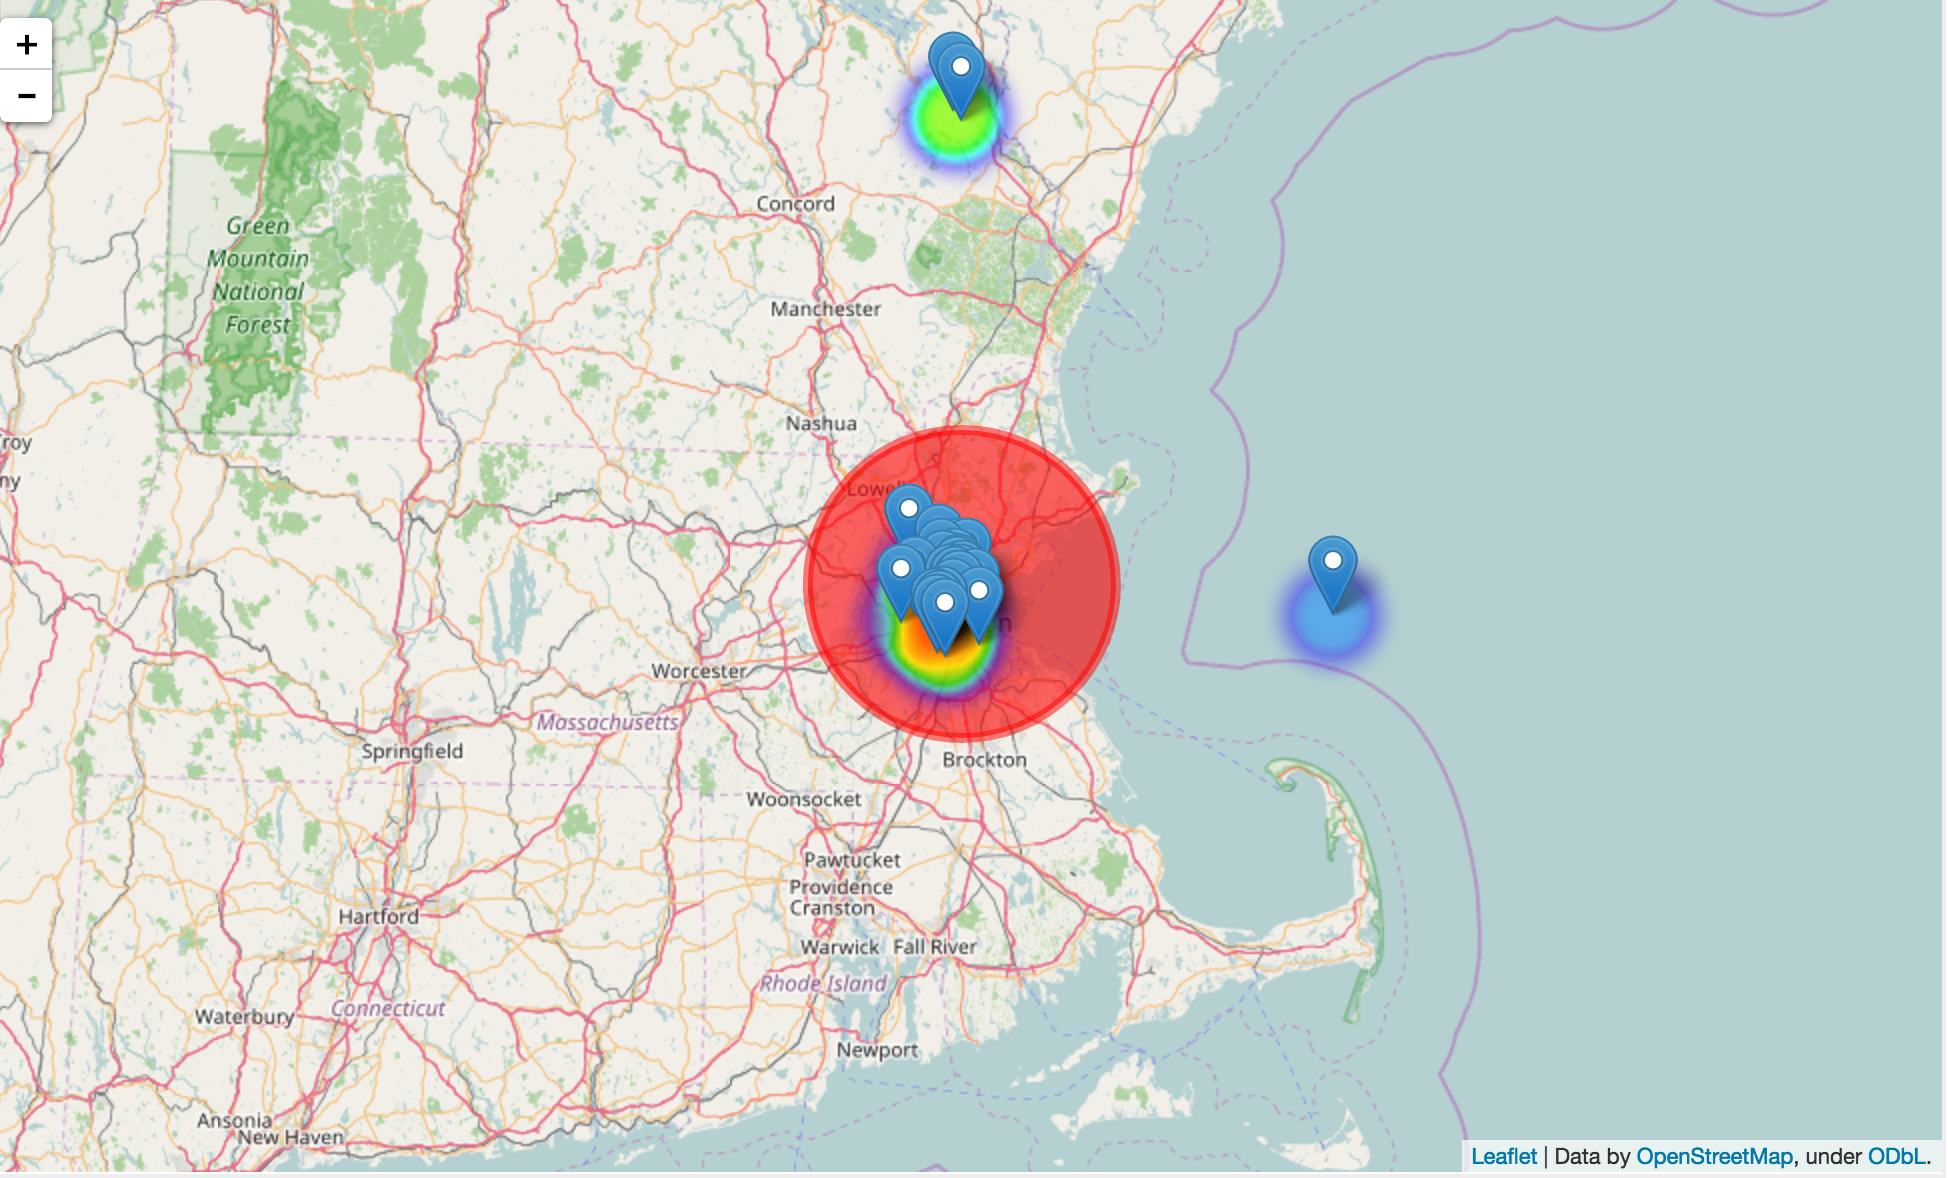 +
−
Concord
Green
Mountain
National
Forest
Manchester
Nashua
roy
ny
Lowell
n
Worcester
Massachusetts
Springfield
Brockton
Woonsocket
Pawtucket
Providence
Cranston
Hartford
Warwick
Fall River
Rhode Island
Connecticut
Waterbury
Newport
Ansonia
New Haven
Leaflet | Data by OpenStreetMap, under ODbL.